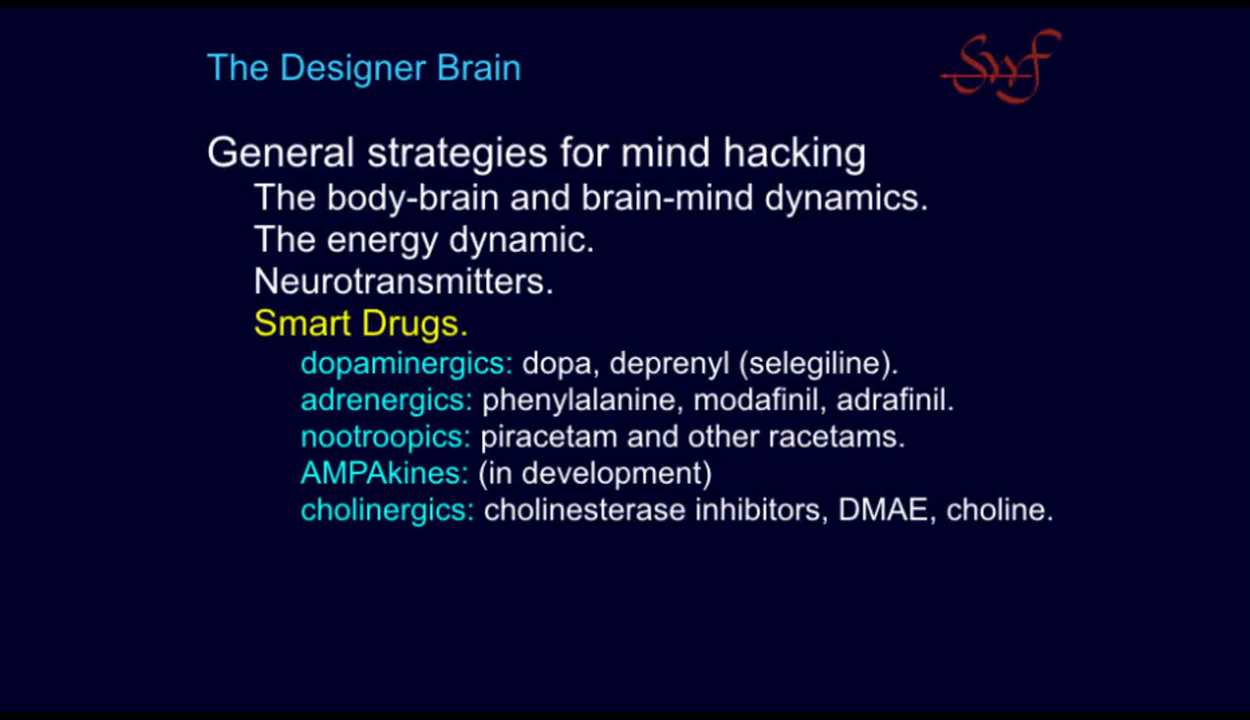 The Designer Brain
Swf
General strategies for mind hacking
The body-brain and brain-mind dynamics.
The energy dynamic.
Neurotransmitters.
Smart Drugs.
dopaminergics: dopa, deprenyl (selegiline).
adrenergics: phenylalanine, modafinil, adrafinil.
nootroopics: piracetam and other racetams.
AMPAkines: (in development)
cholinergics: cholinesterase inhibitors, DMAE, choline.